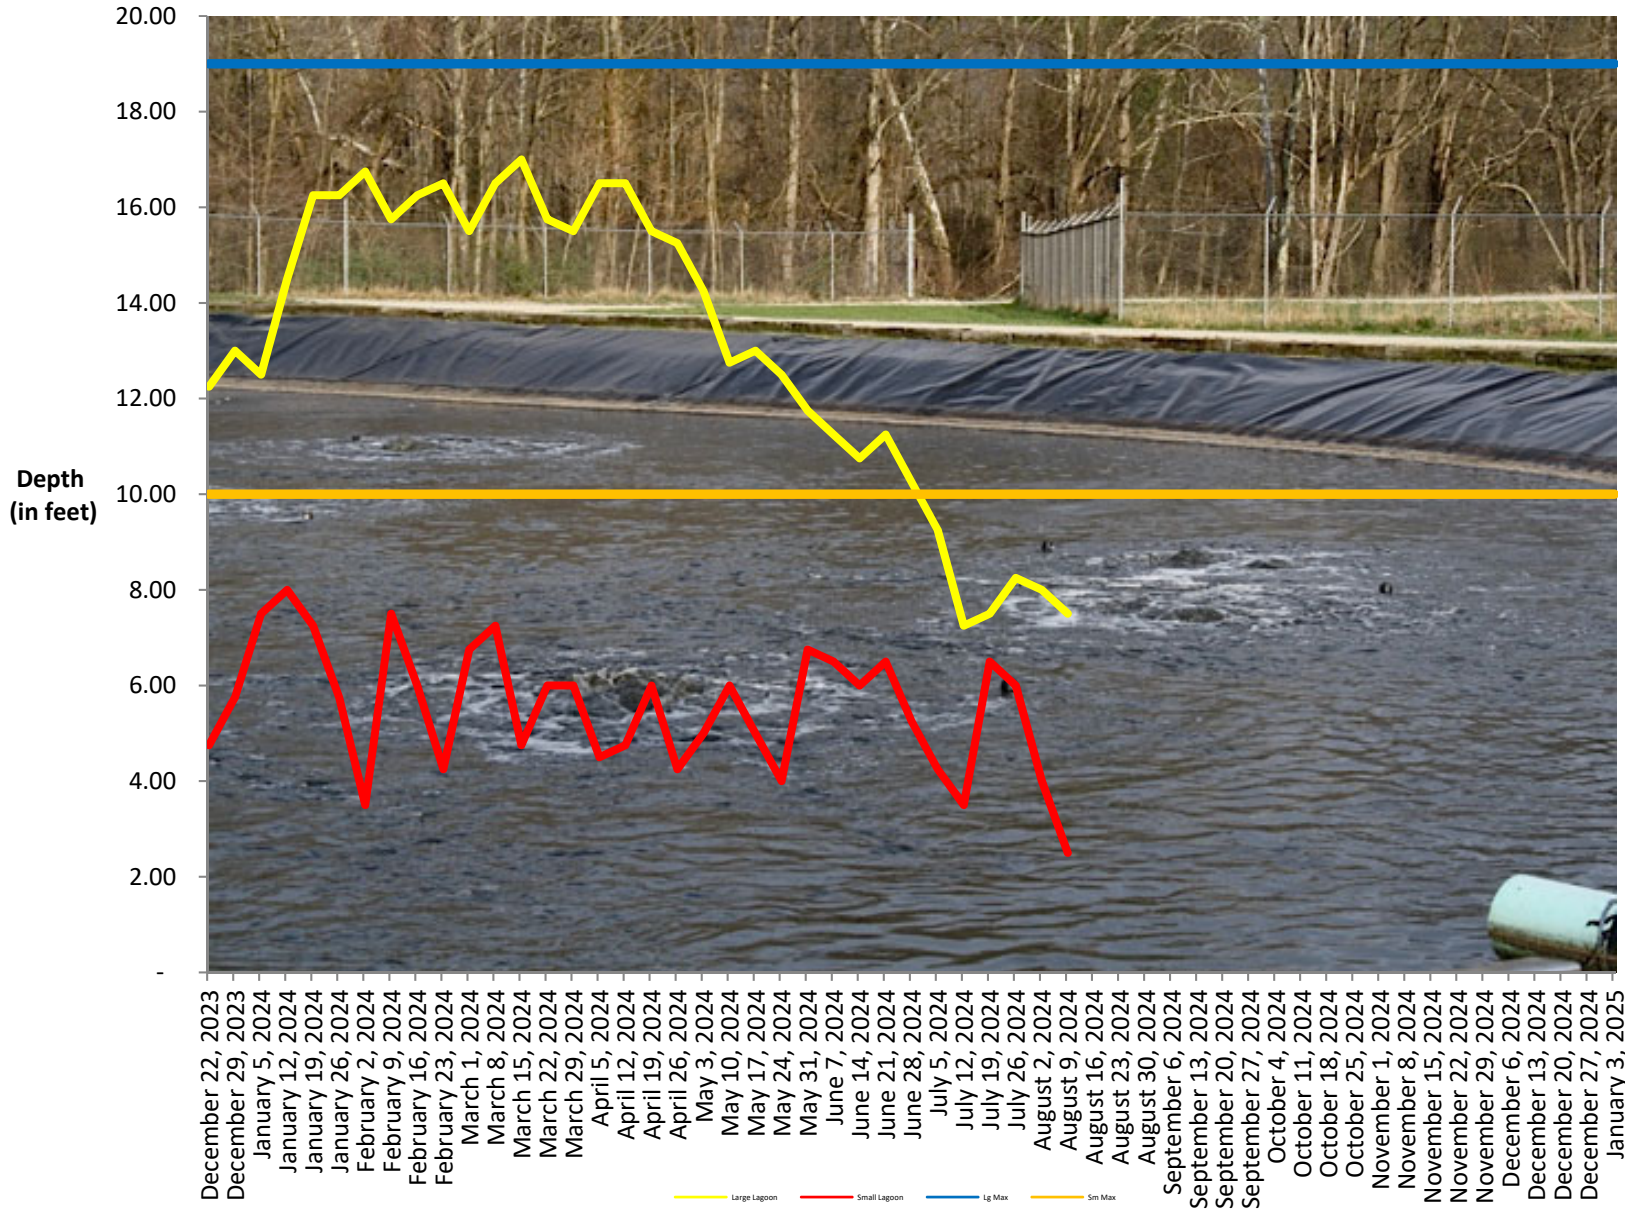 20.00
18.00
16.00
14.00
12.00
10.00
8.00
6.00
4.00
2.00
-
Depth
(in feet)
December 22, 2023
December 29, 2023
January 5, 2024
January 12, 2024
January 19, 2024
January 26, 2024
February 2, 2024
February 9, 2024
February 16, 2024
February 23, 2024
March 1, 2024
March 8, 2024
March 15, 2024
March 22, 2024
March 29, 2024
April 5, 2024
April 12, 2024
April 19, 2024
April 26, 2024
May 3, 2024
May 10, 2024
May 17, 2024
May 24, 2024
May 31, 2024
June 7, 2024
June 14, 2024
June 21, 2024
June 28, 2024
July 5, 2024
July 12, 2024
July 19, 2024
July 26, 2024
August 2, 2024
August 9, 2024
August 16, 2024
August 23, 2024
August 30, 2024
September 6, 2024
September 13, 2024
September 20, 2024
September 27, 2024
October 4, 2024
October 11, 2024
October 18, 2024
October 25, 2024
November 1, 2024
November 8, 2024
November 15, 2024
November 22, 2024
November 29, 2024
December 6, 2024
December 13, 2024
December 20, 2024
December 27, 2024
January 3, 2025
Large Lagoon
Small Lagoon
Lg Max
Sm Max